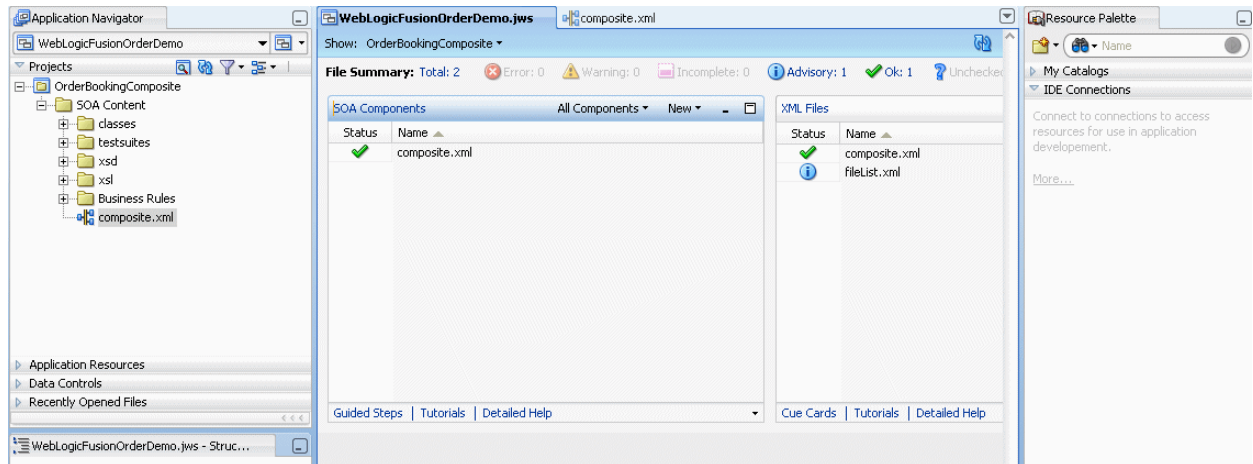 Application Navigator
WebLogicFusionOrderDemo
Projects
OrderBookingComposite
SOA Content
classes
testsuites
xsd
xsl
Business Rules
composite.xml
Application Resources
Data Controls
Recently Opened Files
WebLogicFusionOrderDemo.jws - Struc...
WebLogicFusionOrderDemo.jws
composite.xml
Show: OrderBookingComposite
File Summary: Total: 2 Error: 0 Warning: 0 Incomplete: 0 Advisory: 1 Ok: 1 Unchecked
SOA Components All Components New
Status Name
composite.xml
Guided Steps | Tutorials | Detailed Help
XML Files
Status Name
composite.xml
fileList.xml
Cue Cards | Tutorials | Detailed Help
Resource Palette
Name
My Catalogs
IDE Connections
Connect to connections to access
resources for use in application
developement.
More...